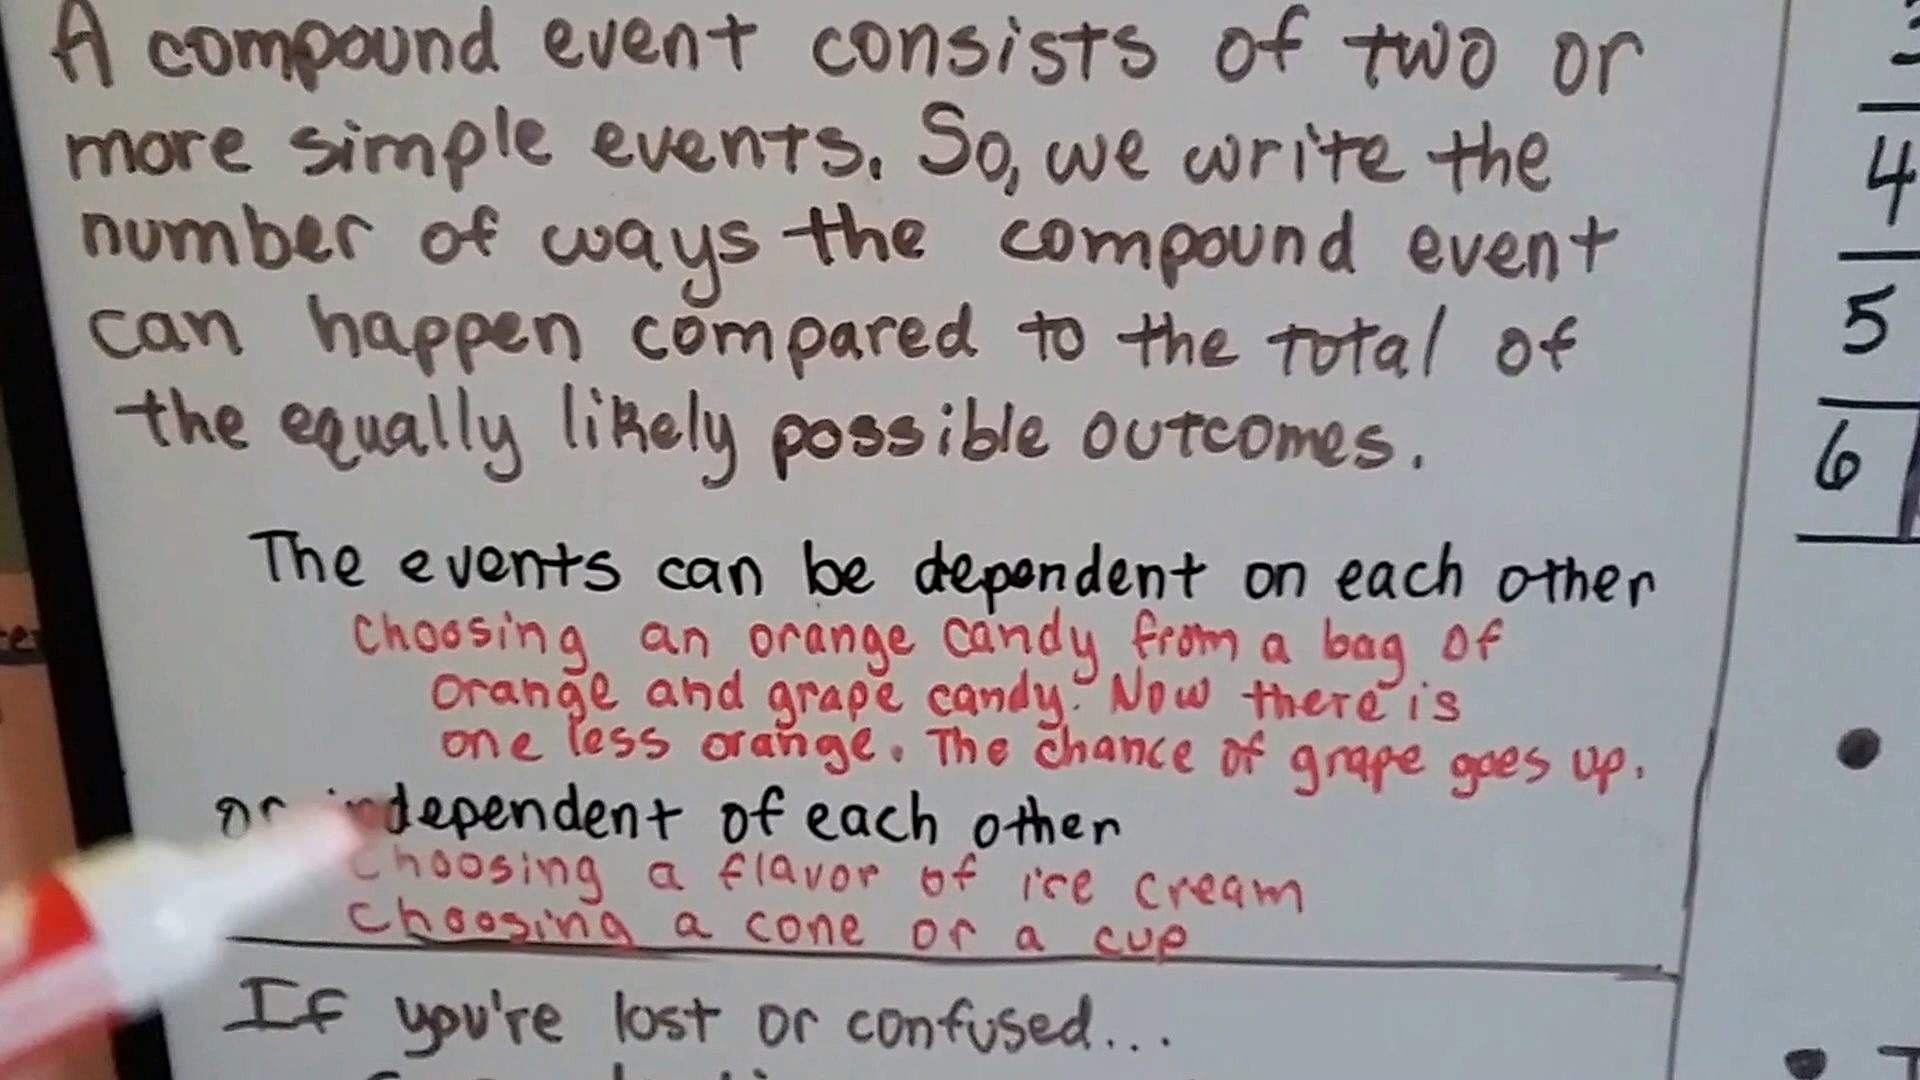 A compound event consists of two or
more simple events. So, we write the
number of ways the compound event
can happen compared to the total of
the equally likely possible outcomes.
The events can be dependent on each other
choosing an orange candy from a bag of
orange and grape candy. Now there is
one less orange. The chance of grape goes up.
or independent of each other
choosing a flavor of ice cream
choosing a cone or a cup
If you're lost or confused...
4
5
6